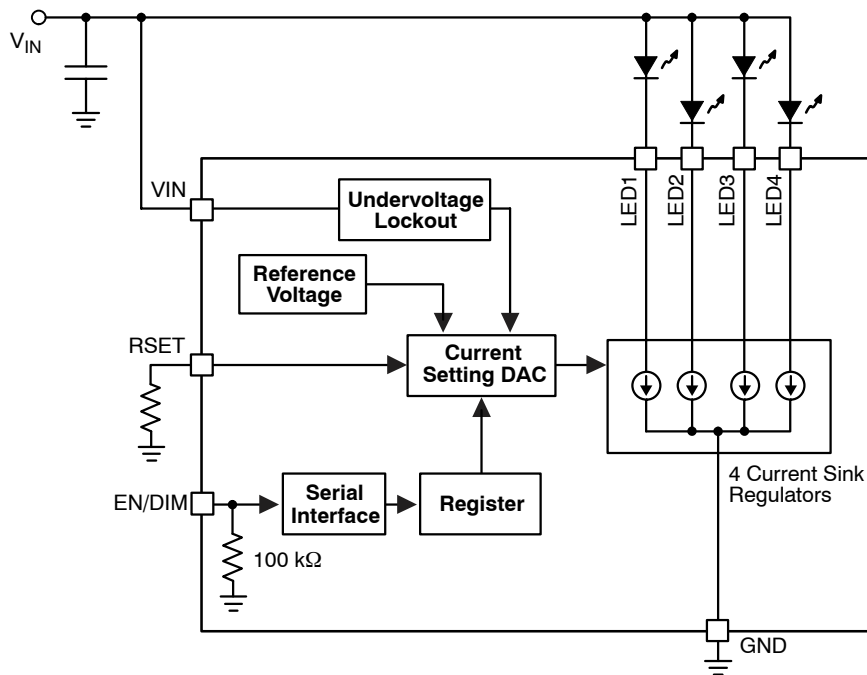 V_IN
VIN
Undervoltage
Lockout
LED1
LED2
LED3
LED4
Reference
Voltage
RSET
Current
Setting DAC
4 Current Sink
Regulators
EN/DIM
Serial
Interface
Register
100 kΩ
GND